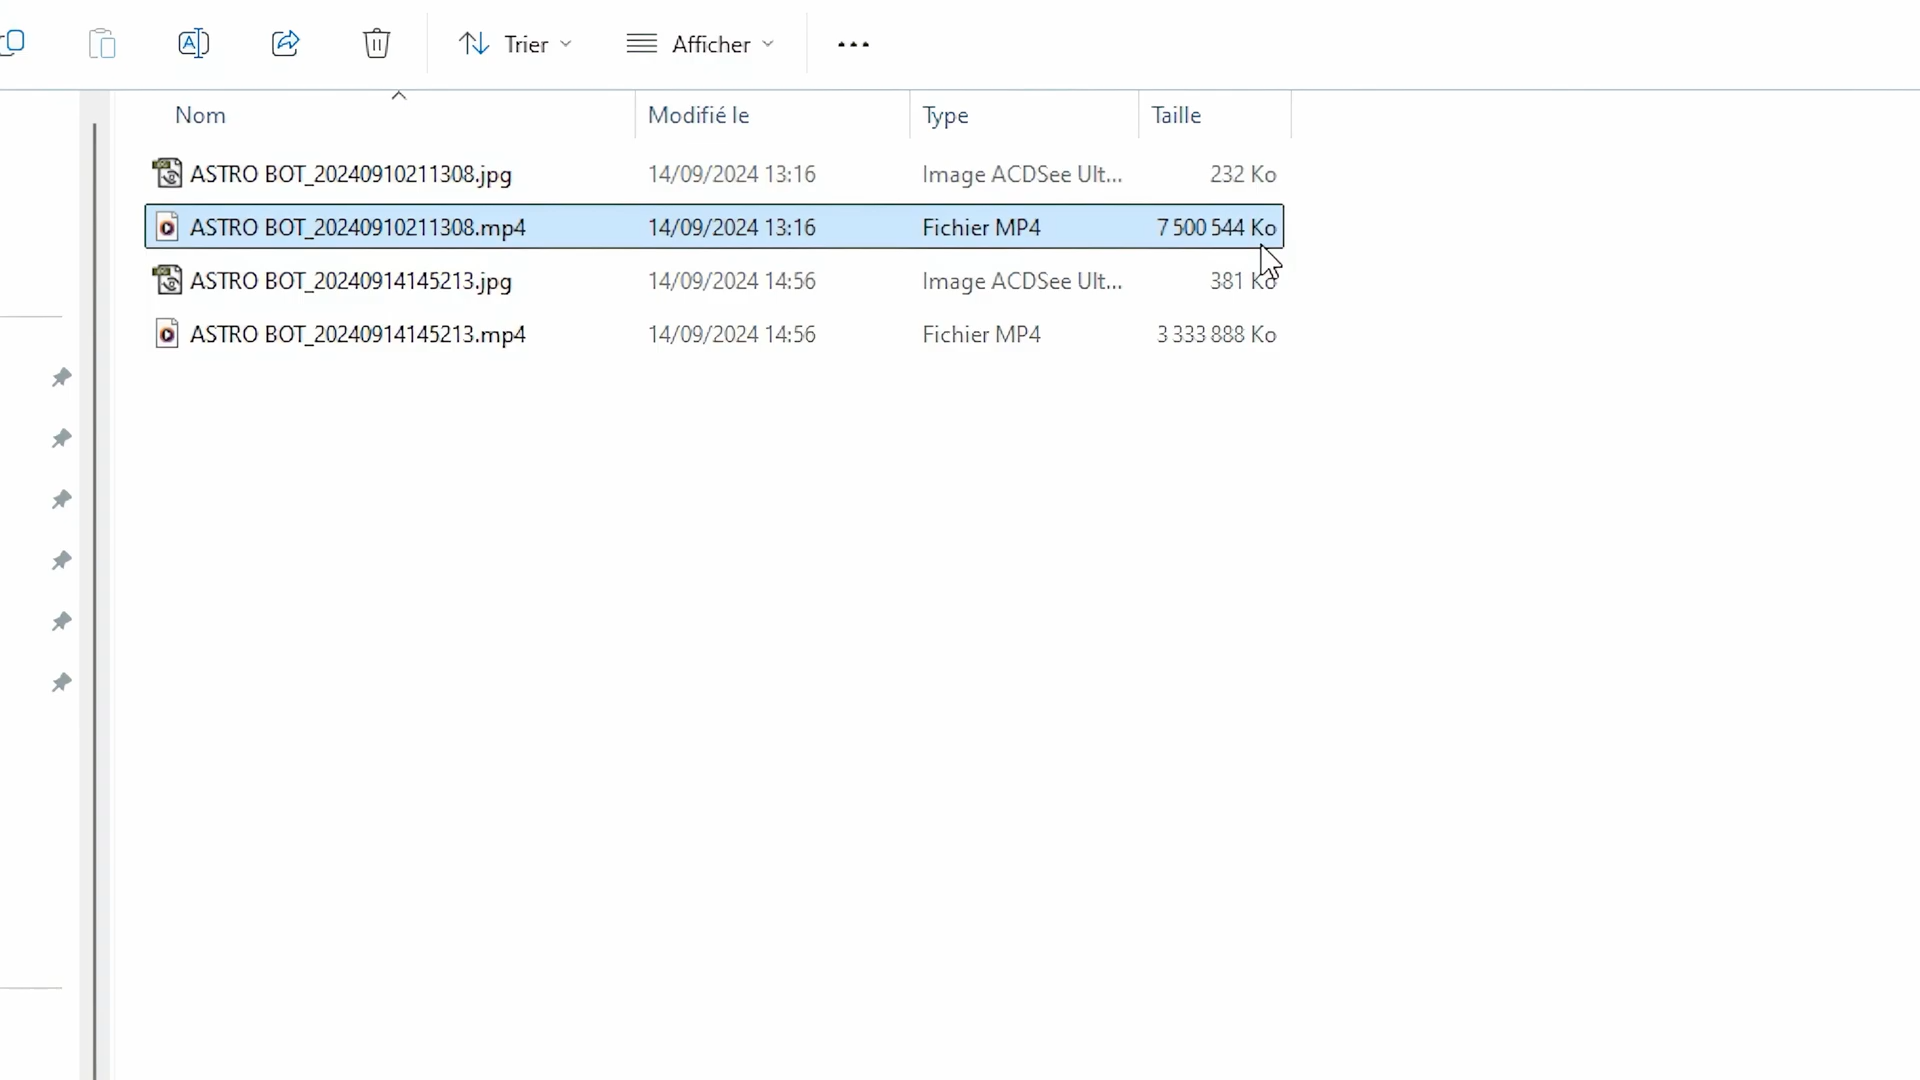 Trier
Afficher
Nom Modifié le Type Taille
ASTRO BOT_20240910211308.jpg 14/09/2024 13:16 Image ACDSee Ult... 232 Ko
ASTRO BOT_20240910211308.mp4 14/09/2024 13:16 Fichier MP4 7 500 544 Ko
ASTRO BOT_20240914145213.jpg 14/09/2024 14:56 Image ACDSee Ult... 381 Ko
ASTRO BOT_20240914145213.mp4 14/09/2024 14:56 Fichier MP4 3 333 888 Ko